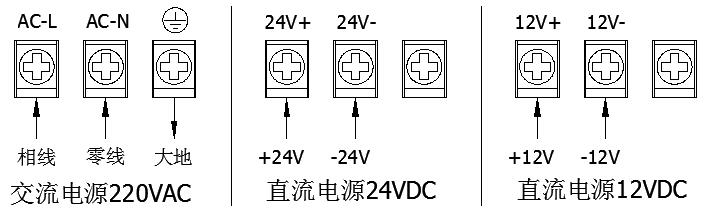 AC-L AC-N 24V+ 24V- 12V+ 12V-
相线 零线 大地 +24V -24V +12V -12V
交流电源220VAC 直流电源24VDC 直流电源12VDC